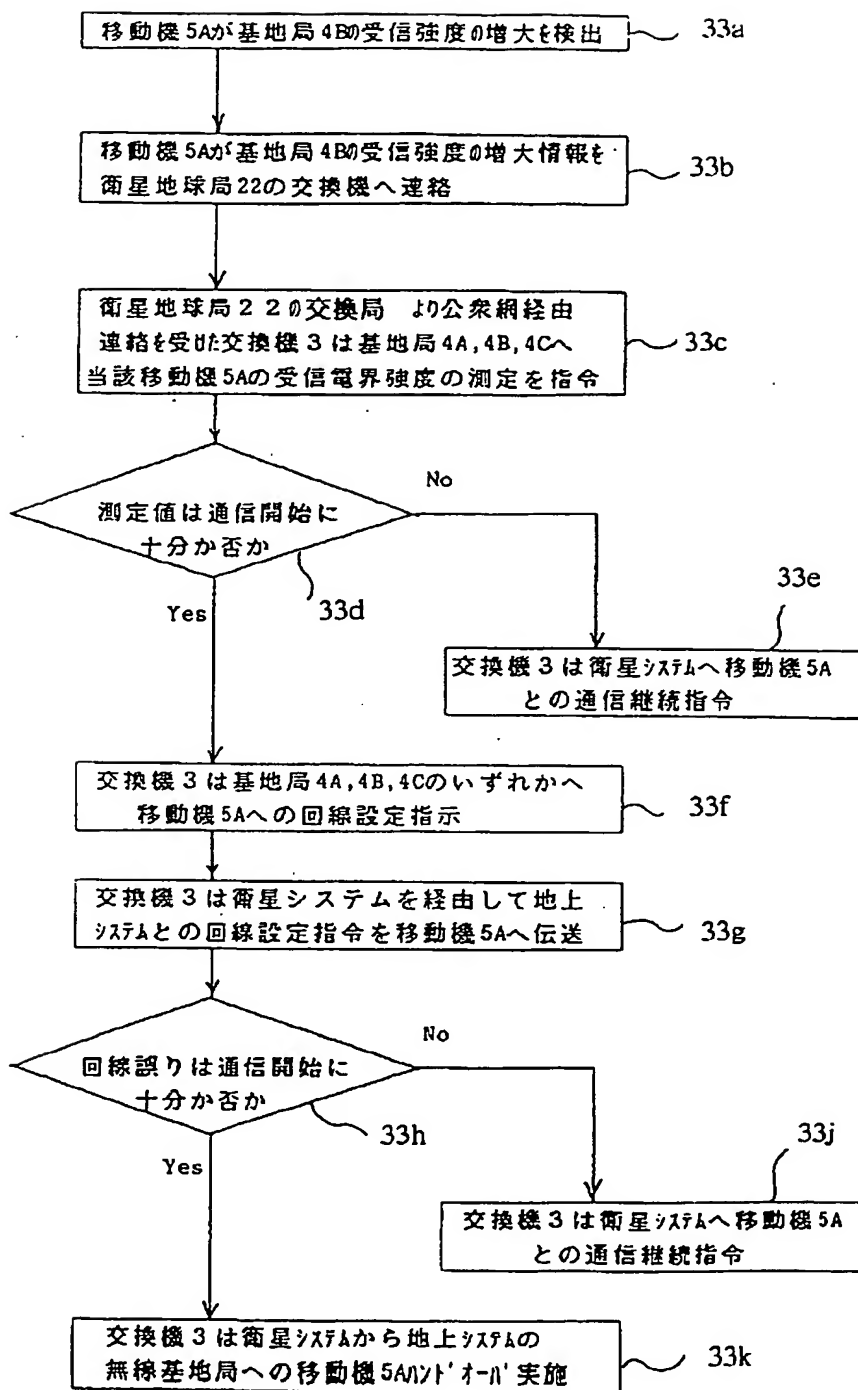 移動機5Aが基地局4Bの受信強度の増大を検出
33a
移動機5Aが基地局4Bの受信強度の増大情報を
衛星地球局22の交換機へ連絡
33b
衛星地球局22の交換局 より公衆網経由
連絡を受けた交換機3は基地局4A,4B,4Cへ
当該移動機5Aの受信電界強度の測定を指令
33c
測定値は通信開始に
十分か否か
33d
No
Yes
33e
交換機3は衛星ｼｽﾃﾑへ移動機5A
との通信継続指令
交換機3は基地局4A,4B,4Cのいずれかへ
移動機5Aへの回線設定指示
33f
交換機3は衛星システムを経由して地上
ｼｽﾃﾑとの回線設定指令を移動機5Aへ伝送
33g
回線誤りは通信開始に
十分か否か
33h
No
Yes
33j
交換機3は衛星ｼｽﾃﾑへ移動機5A
との通信継続指令
交換機3は衛星ｼｽﾃﾑから地上ｼｽﾃﾑの
無線基地局への移動機5Aﾊﾝﾄﾞｵｰﾊﾞ実施
33k